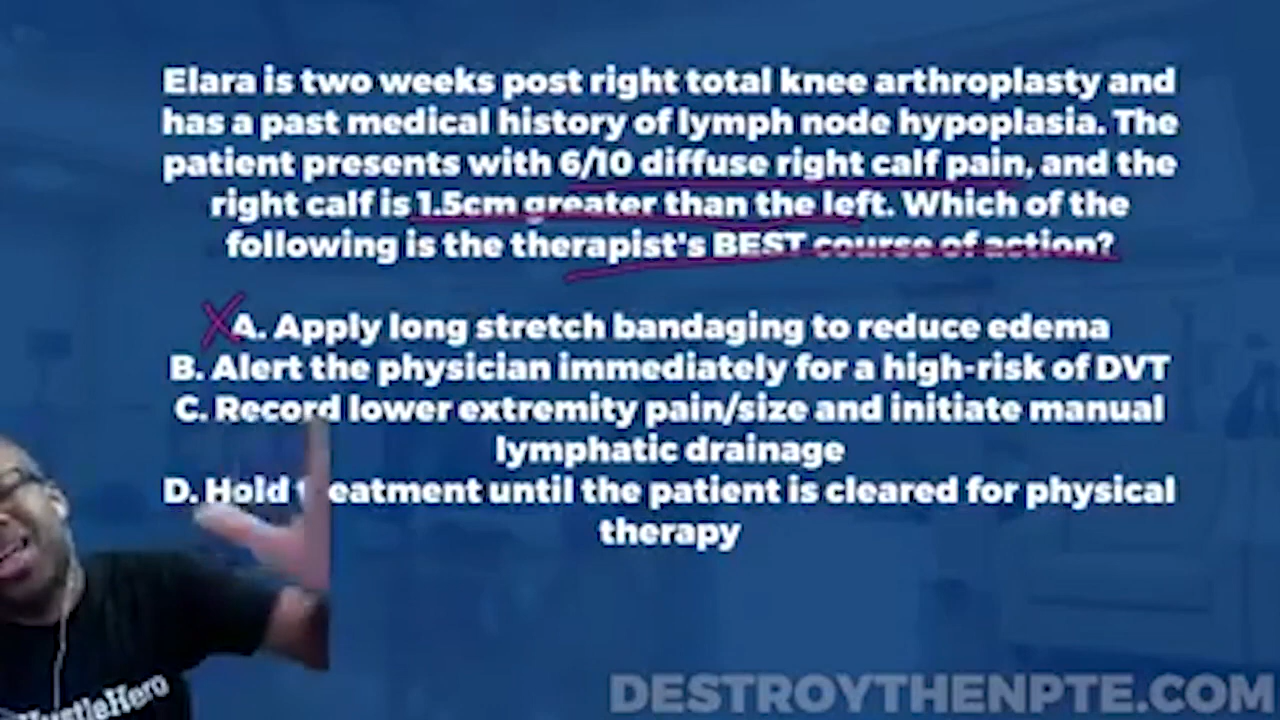 Elara is two weeks post right total knee arthroplasty and
has a past medical history of lymph node hypoplasia. The
patient presents with 6/10 diffuse right calf pain, and the
right calf is 1.5cm greater than the left. Which of the
following is the therapist's BEST course of action?
A. Apply long stretch bandaging to reduce edema
B. Alert the physician immediately for a high-risk of DVT
C. Record lower extremity pain/size and initiate manual
lymphatic drainage
D. Hold treatment until the patient is cleared for physical
therapy
HustleHero
DESTROYTHENPTE.COM